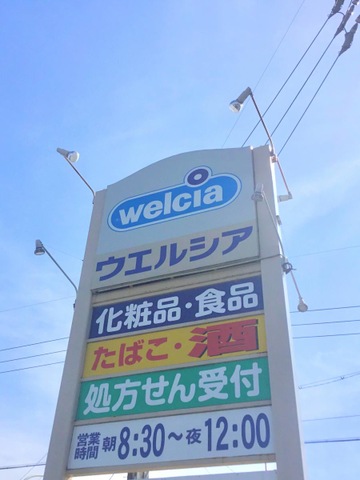 welcia
ウエルシア
化粧品・食品
たばこ・酒
処方せん受付
営業時間 朝8:30～夜12:00